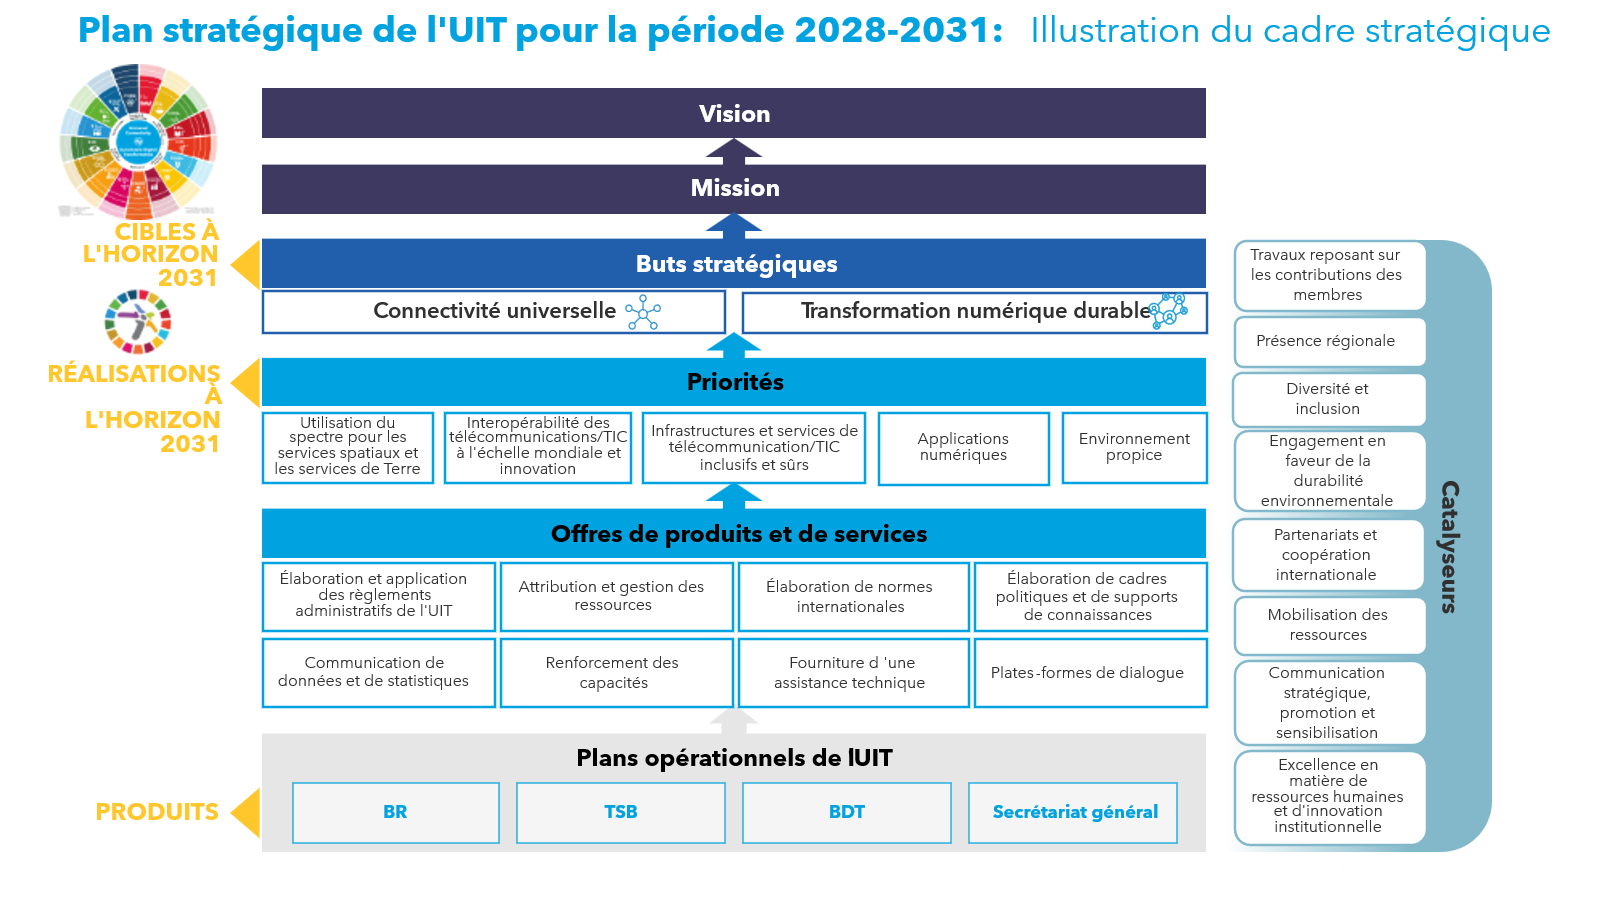 Plan stratégique de l'UIT pour la période 2028-2031: Illustration du cadre stratégique
Vision
Mission
CIBLES À
L'HORIZON
2031
Buts stratégiques
Connectivité universelle
Transformation numérique durable
RÉALISATIONS
À
L'HORIZON
2031
Priorités
Utilisation du
spectre pour les
services spatiaux et
les services de Terre
Interopérabilité des
télécommunications/TIC
à l'échelle mondiale et
innovation
Infrastructures et services de
télécommunication/TIC
inclusifs et sûrs
Applications
numériques
Environnement
propice
Offres de produits et de services
Élaboration et application
des règlements
administratifs de l'UIT
Attribution et gestion des
ressources
Élaboration de normes
internationales
Élaboration de cadres
politiques et de supports
de connaissances
Communication de
données et de statistiques
Renforcement des
capacités
Fourniture d 'une
assistance technique
Plates-formes de dialogue
PRODUITS
Plans opérationnels de lUIT
BR
TSB
BDT
Secrétariat général
Catalyseurs
Travaux reposant sur
les contributions des
membres
Présence régionale
Diversité et
inclusion
Engagement en
faveur de la
durabilité
environnementale
Partenariats et
coopération
internationale
Mobilisation des
ressources
Communication
stratégique,
promotion et
sensibilisation
Excellence en
matière de
ressources humaines
et d'innovation
institutionnelle